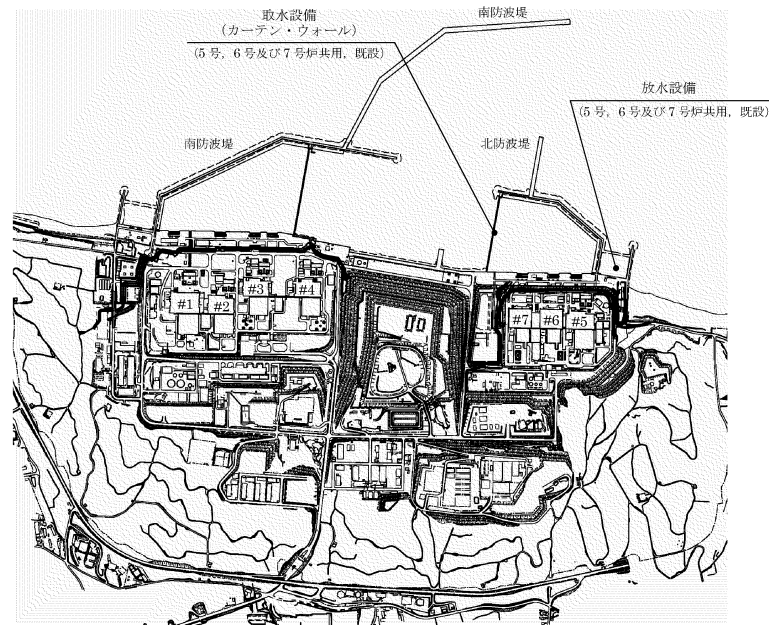 取水設備
(カーテン・ウォール)
(5号, 6号及び7号炉共用, 既設)
南防波堤
放水設備
(5号, 6号及び7号炉共用, 既設)
南防波堤
北防波堤
#1
#2
#3
#4
#7
#6
#5